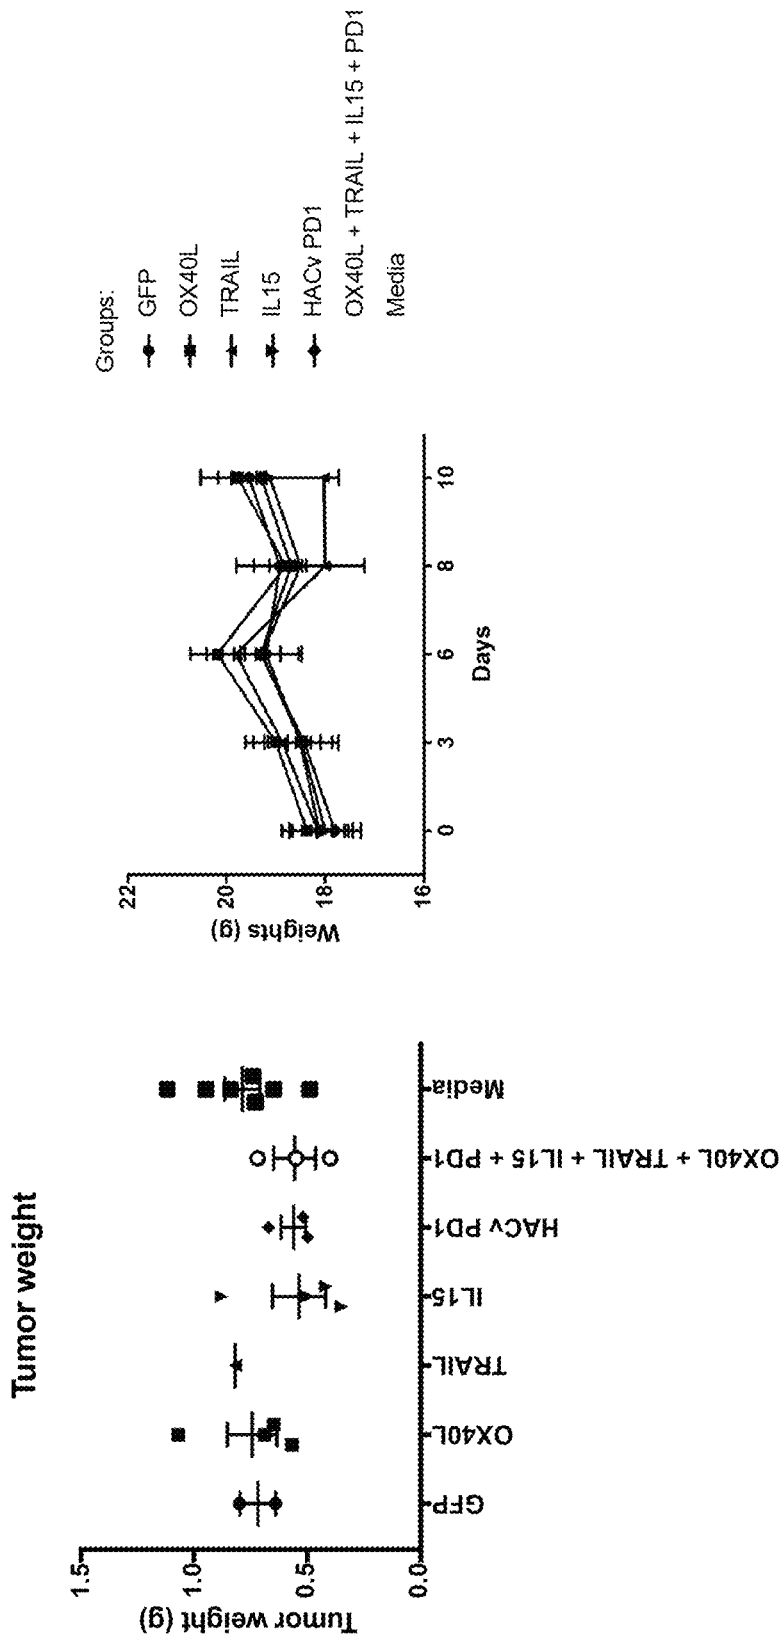 Tumor weight
Tumor weight (g)
1.5
1.0
0.5
0.0
GFP
OX40L
TRAIL
IL15
HACv PD1
OX40L + TRAIL + IL15 + PD1
Media
Weights (g)
22
20
18
16
0
3
6
8
10
Days
Groups:
GFP
OX40L
TRAIL
IL15
HACv PD1
OX40L + TRAIL + IL15 + PD1
Media